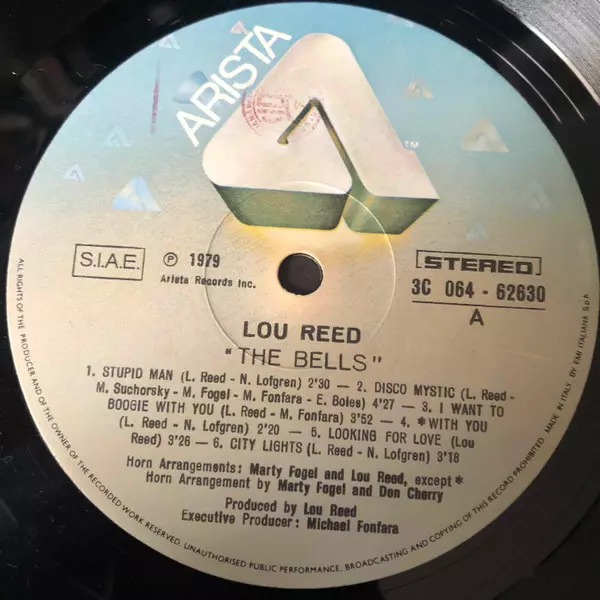 ARISTA
TM
S.I.A.E.
℗ 1979
Arista Records Inc.
STEREO
3C 064 - 62630
A
LOU REED
"THE BELLS"
1. STUPID MAN (L. Reed - N. Lofgren) 2'30 — 2. DISCO MYSTIC (L. Reed -
M. Suchorsky - M. Fogel - M. Fonfara - E. Boles) 4'27 — 3. I WANT TO
BOOGIE WITH YOU (L. Reed - M. Fonfara) 3'52 — 4. *WITH YOU
(L. Reed - N. Lofgren) 2'20 — 5. LOOKING FOR LOVE (Lou
Reed) 3'26 — 6. CITY LIGHTS (L. Reed - N. Lofgren) 3'18
Horn Arrangements: Marty Fogel and Lou Reed, except *
Horn Arrangement by Marty Fogel and Don Cherry
Produced by Lou Reed
Executive Producer: Michael Fonfara
ALL RIGHTS OF THE PRODUCER AND OF THE OWNER OF THE RECORDED WORK RESERVED. UNAUTHORISED PUBLIC PERFORMANCE, BROADCASTING AND COPYING OF THIS RECORD PROHIBITED. MADE IN ITALY BY EMI ITALIANA S.p.A.